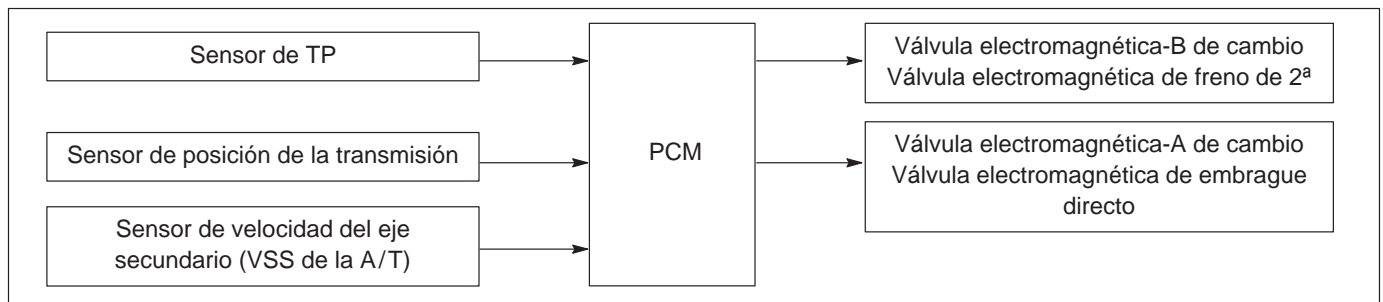 Sensor de TP
Sensor de posición de la transmisión
Sensor de velocidad del eje
secundario (VSS de la A/T)
PCM
Válvula electromagnética-B de cambio
Válvula electromagnética de freno de 2ª
Válvula electromagnética-A de cambio
Válvula electromagnética de embrague
directo